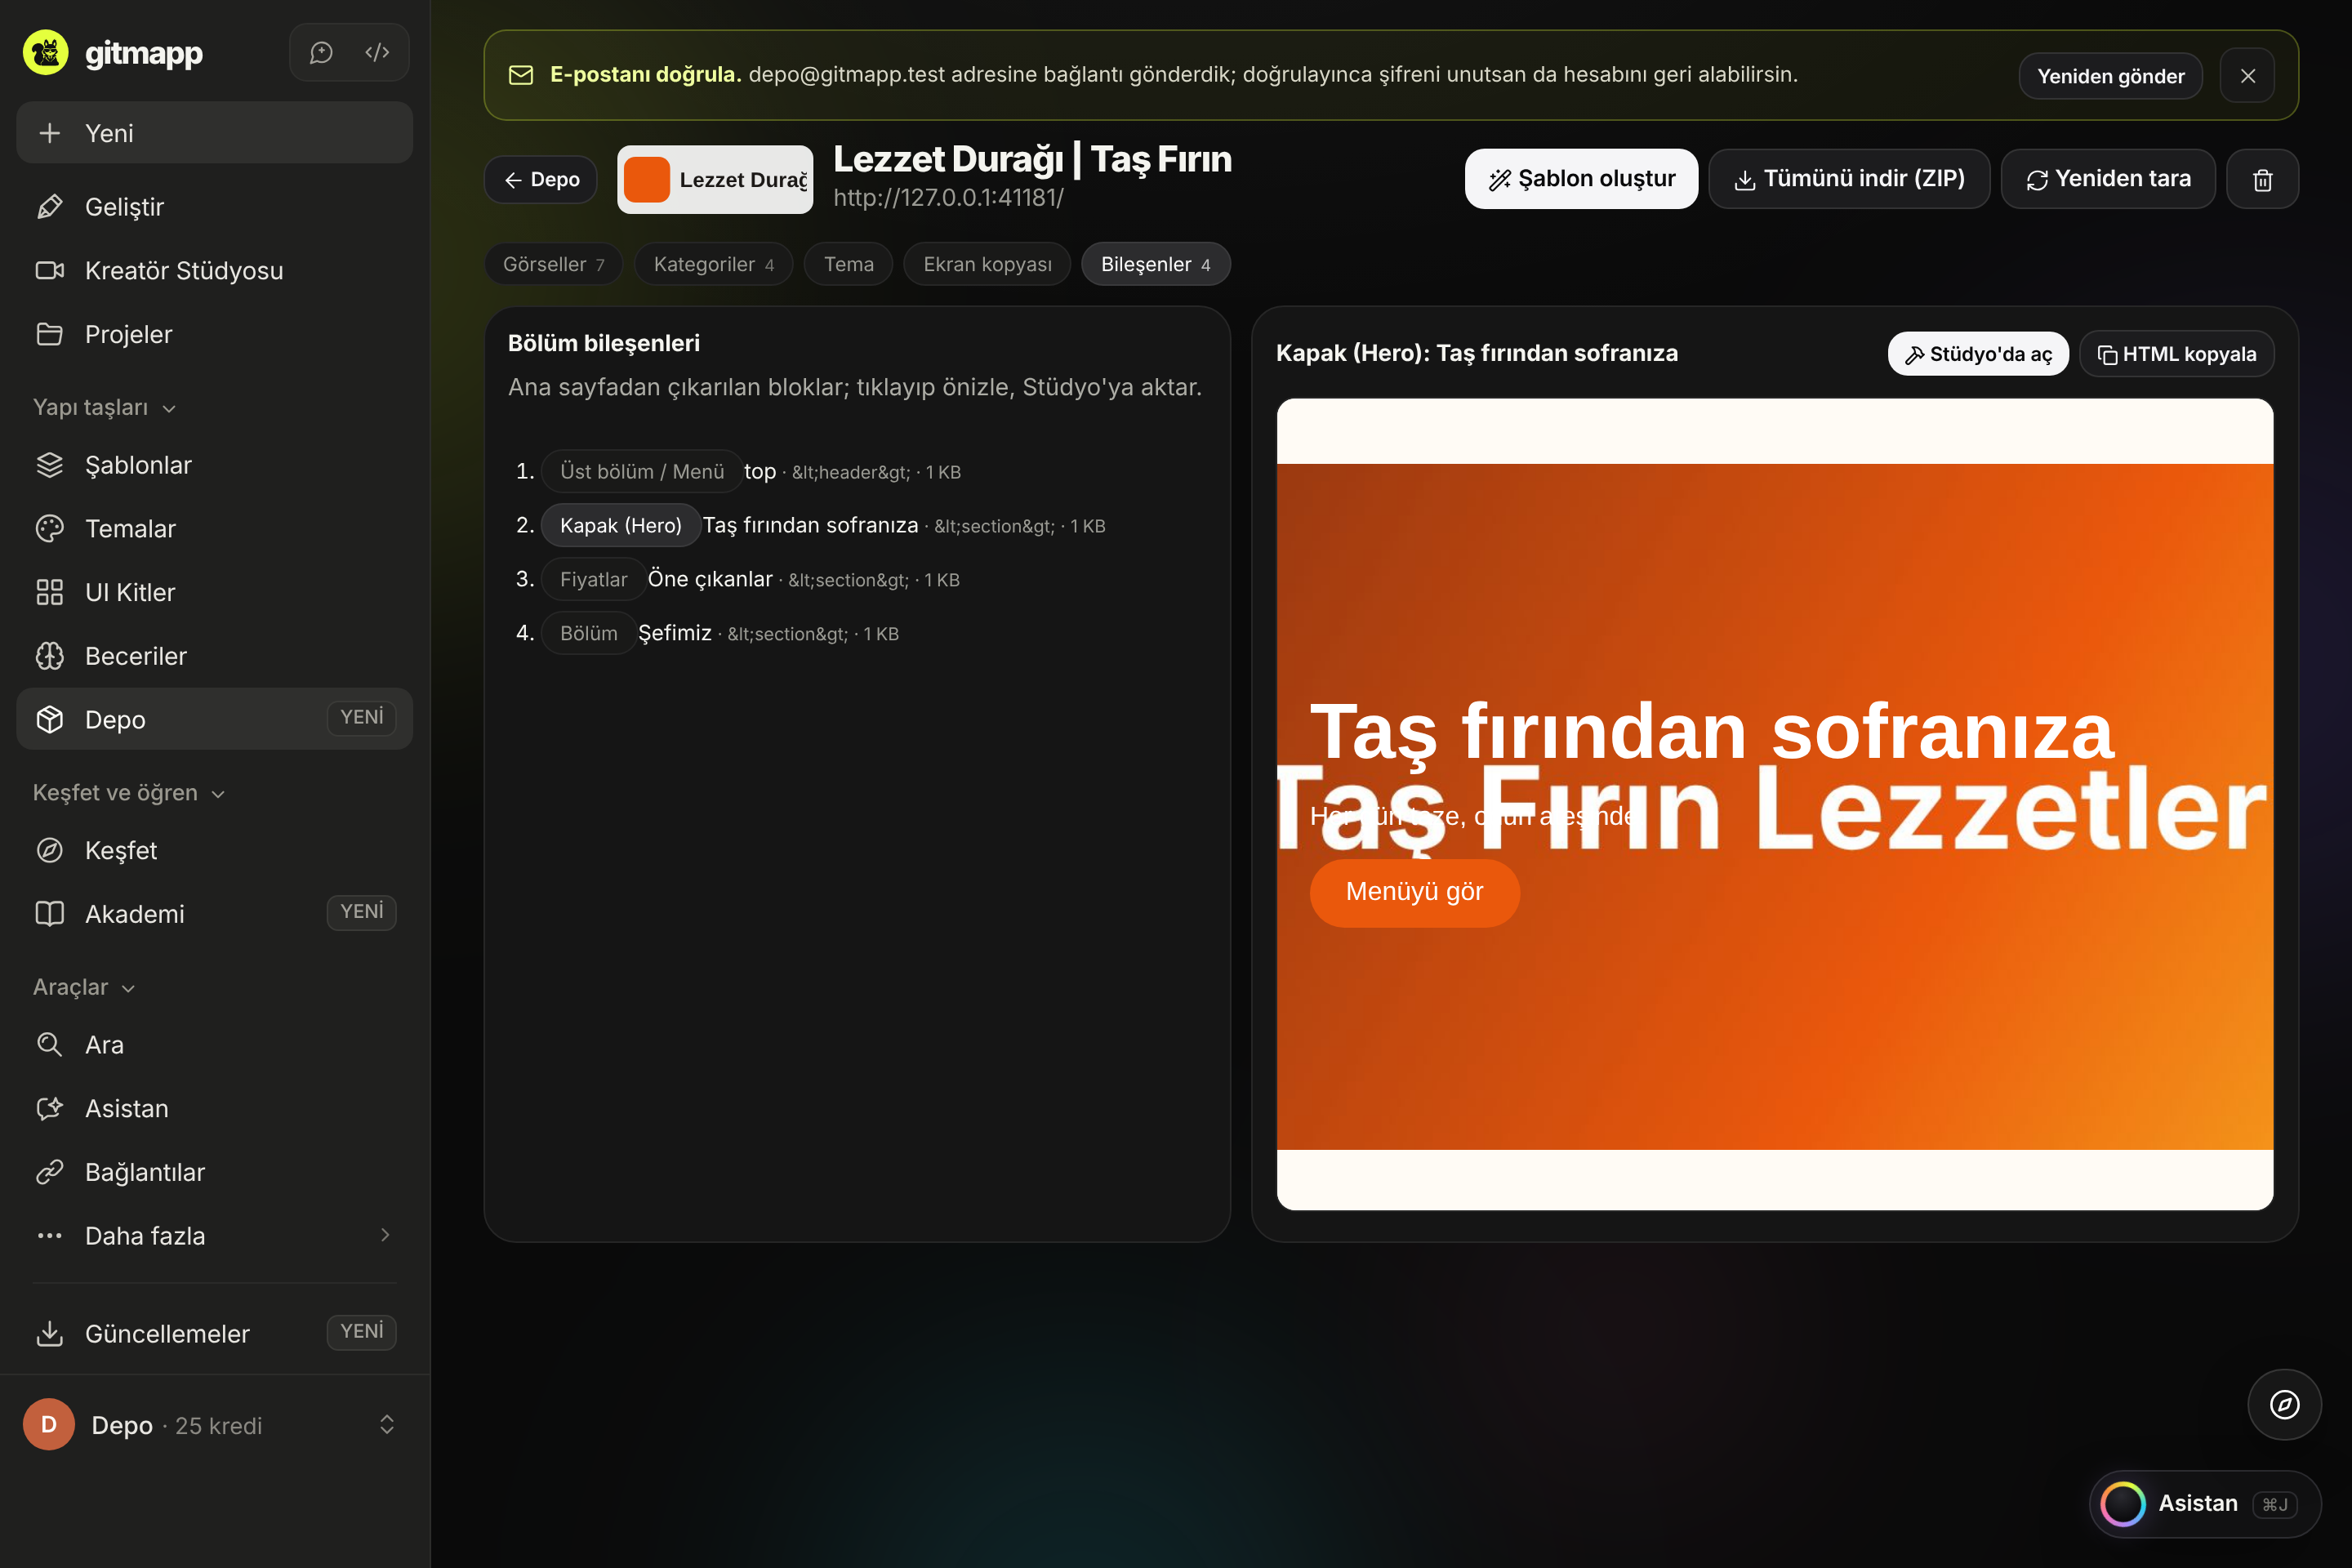 gitmapp
Yeni
Geliştir
Kreatör Stüdyosu
Projeler
Yapı taşları
Şablonlar
Temalar
UI Kitler
Beceriler
Depo YENİ
Keşfet ve öğren
Keşfet
Akademi YENİ
Araçlar
Ara
Asistan
Bağlantılar
Daha fazla
Güncellemeler YENİ
D Depo · 25 kredi
E-postanı doğrula. depo@gitmapp.test adresine bağlantı gönderdik; doğrulayınca şifreni unutsan da hesabını geri alabilirsin. Yeniden gönder
Depo
Lezzet Durağ
Lezzet Durağı | Taş Fırın
http://127.0.0.1:41181/
Şablon oluştur
Tümünü indir (ZIP)
Yeniden tara
Görseller 7
Kategoriler 4
Tema
Ekran kopyası
Bileşenler 4
Bölüm bileşenleri
Ana sayfadan çıkarılan bloklar; tıklayıp önizle, Stüdyo'ya aktar.
1. Üst bölüm / Menü top · &lt;header&gt; · 1 KB
2. Kapak (Hero) Taş fırından sofranıza · &lt;section&gt; · 1 KB
3. Fiyatlar Öne çıkanlar · &lt;section&gt; · 1 KB
4. Bölüm Şefimiz · &lt;section&gt; · 1 KB
Kapak (Hero): Taş fırından sofranıza
Stüdyo'da aç
HTML kopyala
Taş fırından sofranıza
Taş Fırın Lezzetler
Menüyü gör
Asistan ⌘J